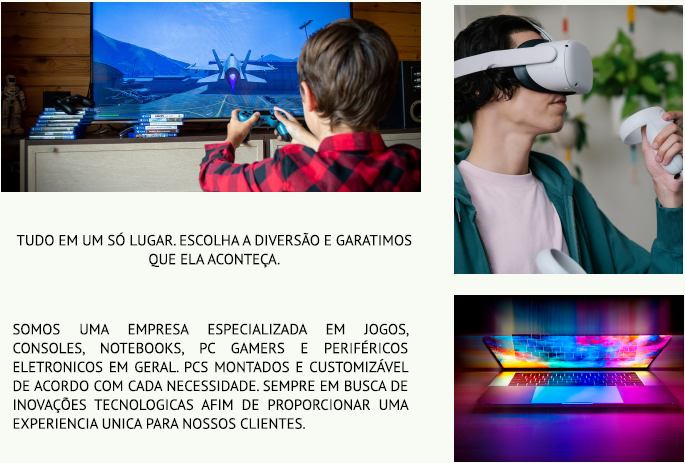 TUDO EM UM SÓ LUGAR. ESCOLHA A DIVERSÃO E GARATIMOS
QUE ELA ACONTEÇA.
SOMOS UMA EMPRESA ESPECIALIZADA EM JOGOS,
CONSOLES, NOTEBOOKS, PC GAMERS E PERIFÉRICOS
ELETRONICOS EM GERAL. PCS MONTADOS E CUSTOMIZÁVEL
DE ACORDO COM CADA NECESSIDADE. SEMPRE EM BUSCA DE
INOVAÇÕES TECNOLOGICAS AFIM DE PROPORCIONAR UMA
EXPERIENCIA UNICA PARA NOSSOS CLIENTES.